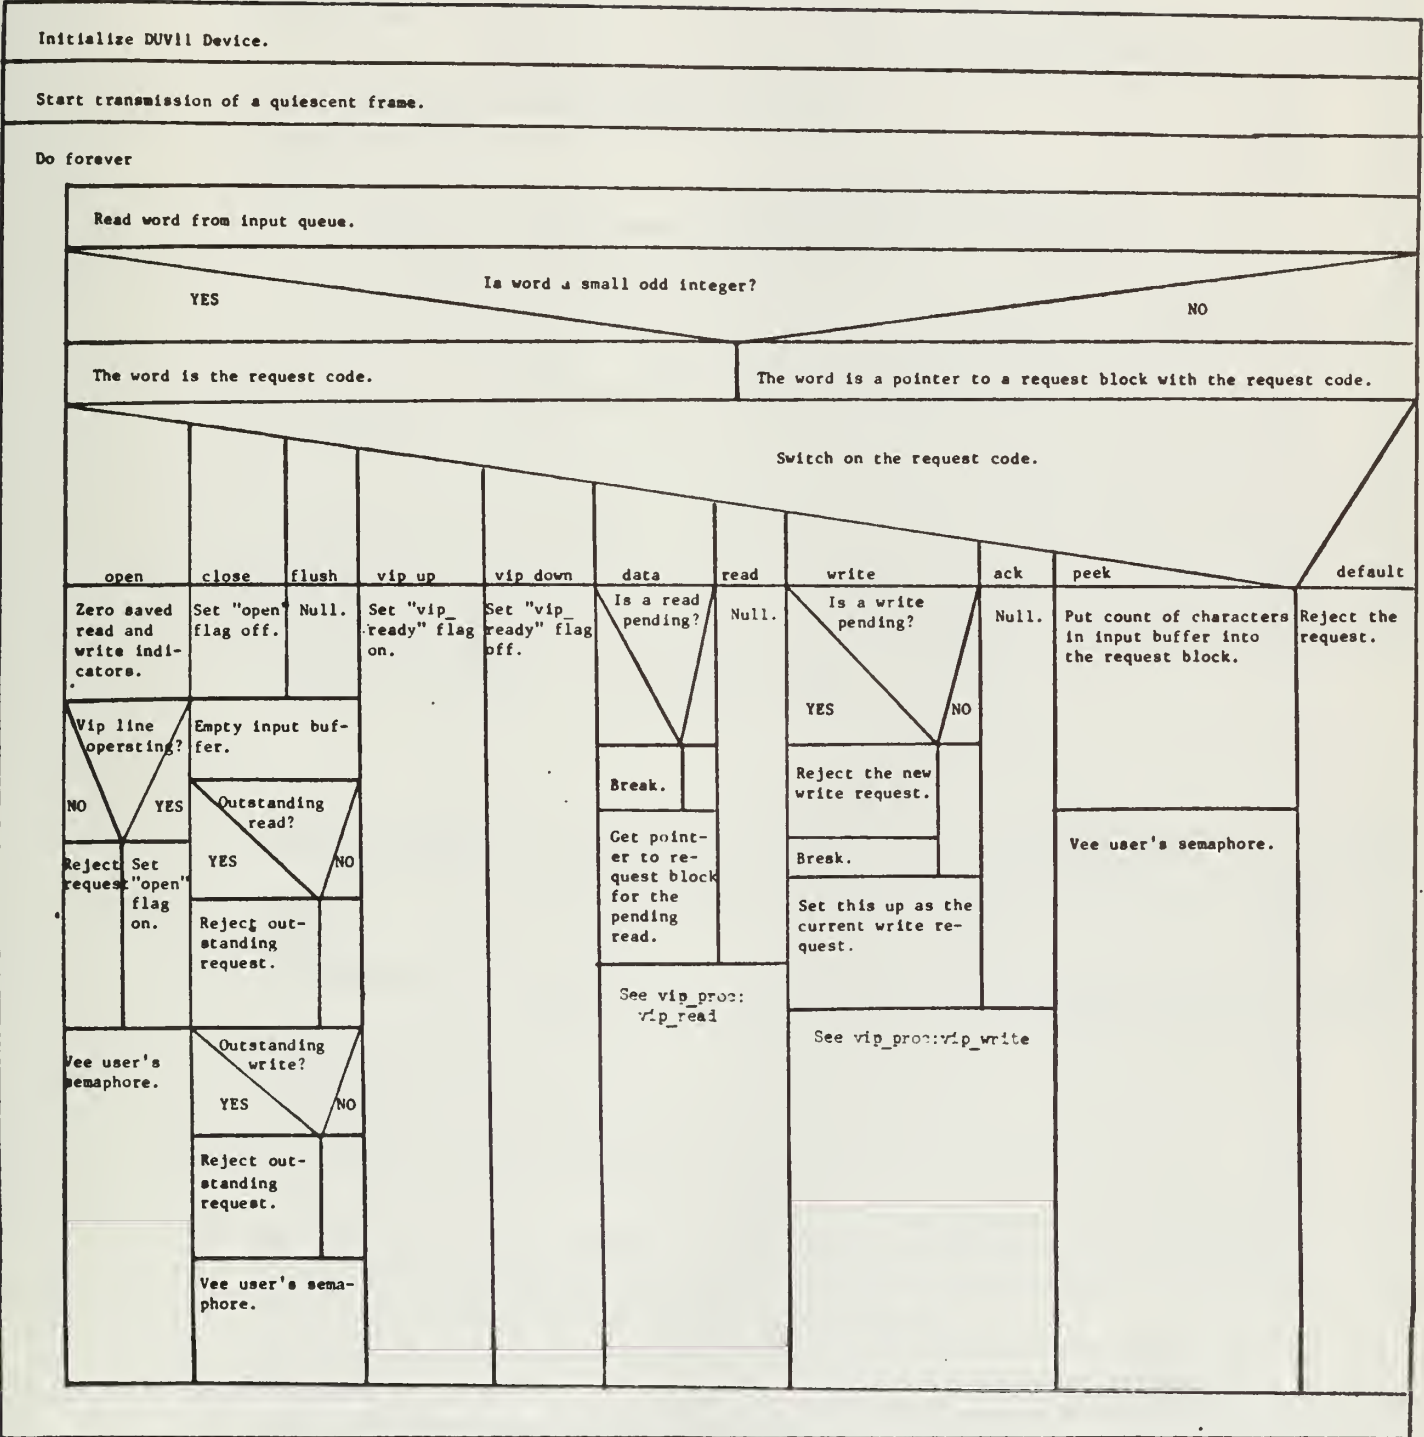 Initialize DUV11 Device.
Start transmission of a quiescent frame.
Do forever
Read word from input queue.
Is word a small odd integer?
YES
NO
The word is the request code.
The word is a pointer to a request block with the request code.
Switch on the request code.
open
close
flush
vip up
vip down
data
read
write
ack
peek
default
Zero saved
read and
write indi-
cators.
Set "open"
flag off.
Null.
Set "vip_
ready" flag
on.
Set "vip_
ready" flag
off.
Is a read
pending?
Null.
Is a write
pending?
YES
NO
Null.
Put count of characters
in input buffer into
the request block.
Reject the
request.
Vip line
operating?
NO
YES
Reject
request
Set
"open"
flag
on.
Vee user's
semaphore.
Empty input buf-
fer.
Outstanding
read?
YES
NO
Reject out-
standing
request.
Outstanding
write?
YES
NO
Reject out-
standing
request.
Vee user's sema-
phore.
Break.
Get point-
er to re-
quest block
for the
pending
read.
See vip_proc:
vip_read
Reject the new
write request.
Break.
Set this up as the
current write re-
quest.
See vip_proc:vip_write
Vee user's semaphore.